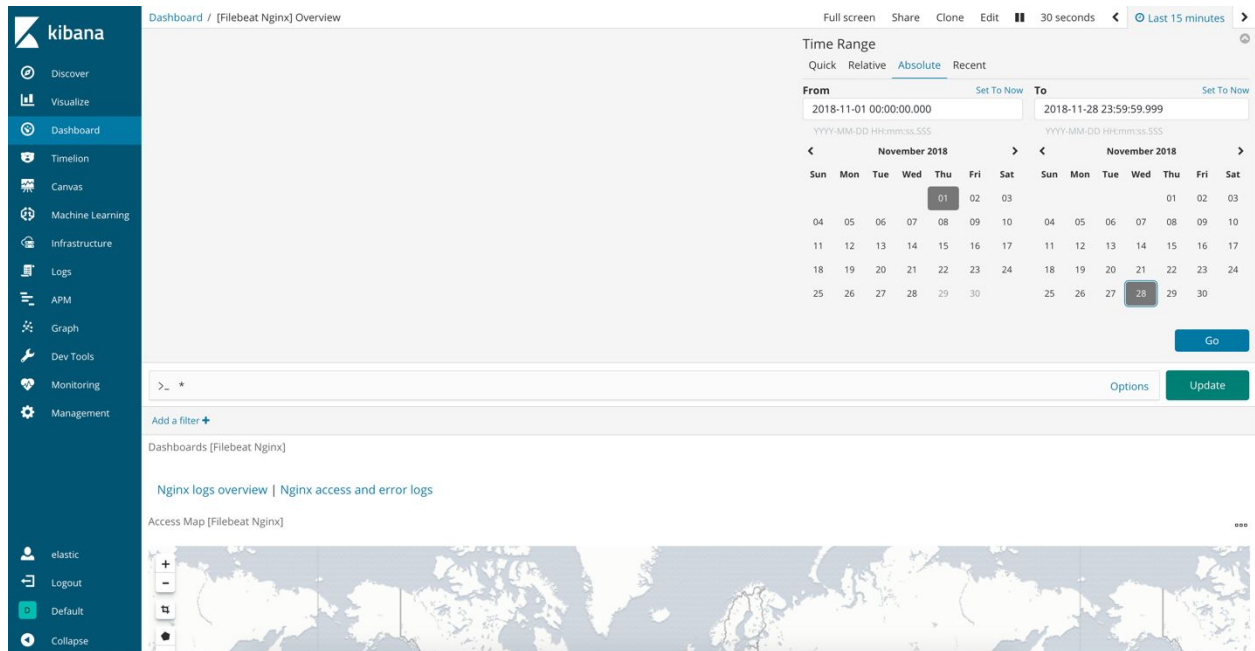 kibana
Discover
Visualize
Dashboard
Timelion
Canvas
Machine Learning
Infrastructure
Logs
APM
Graph
Dev Tools
Monitoring
Management
elastic
Logout
D Default
Collapse
Dashboard / [Filebeat Nginx] Overview
Full screen Share Clone Edit 30 seconds Last 15 minutes
Time Range
Quick Relative Absolute Recent
From Set To Now
2018-11-01 00:00:00.000
YYYY-MM-DD HH:mm:ss.SSS
November 2018
Sun Mon Tue Wed Thu Fri Sat
01 02 03
04 05 06 07 08 09 10
11 12 13 14 15 16 17
18 19 20 21 22 23 24
25 26 27 28 29 30
To Set To Now
2018-11-28 23:59:59.999
YYYY-MM-DD HH:mm:ss.SSS
November 2018
Sun Mon Tue Wed Thu Fri Sat
01 02 03
04 05 06 07 08 09 10
11 12 13 14 15 16 17
18 19 20 21 22 23 24
25 26 27 28 29 30
Go
>_ * Options Update
Add a filter +
Dashboards [Filebeat Nginx]
Nginx logs overview | Nginx access and error logs
Access Map [Filebeat Nginx]
+
-